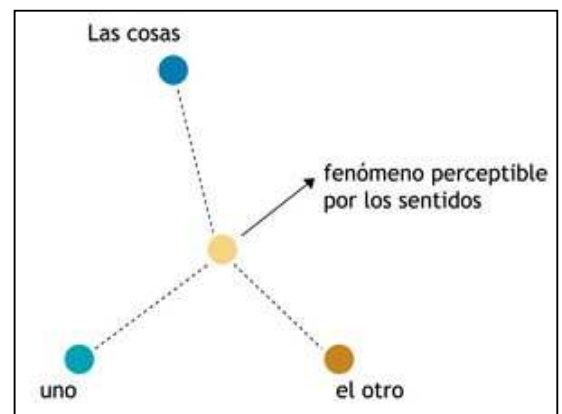 Las cosas
fenómeno perceptible
por los sentidos
uno
el otro